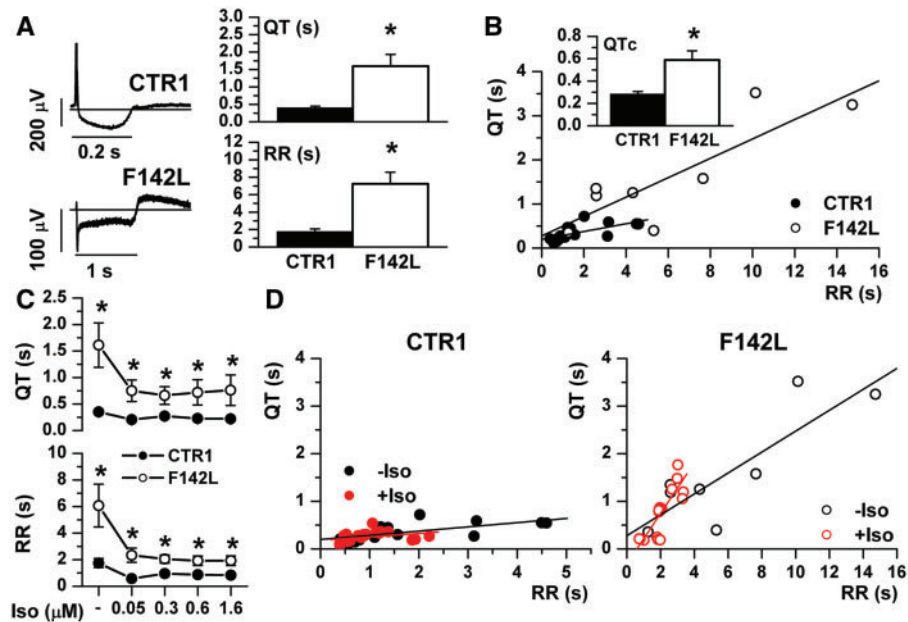 A
CTR1
200 μV
0.2 s
F142L
100 μV
1 s
QT (s)
3.0
2.5
2.0
1.5
1.0
0.5
0.0
*
RR (s)
12
10
8
6
4
2
0
*
CTR1 F142L
B
QT (s)
4
3
2
1
0
QTc
0.8
0.6
0.4
0.2
0.0
*
CTR1 F142L
CTR1
F142L
0 2 4 6 8 10 12 14 16
RR (s)
C
QT (s)
2.5
2.0
1.5
1.0
0.5
0.0
* * * * *
CTR1
F142L
RR (s)
10
8
6
4
2
0
* * * * *
Iso (μM) - 0.05 0.3 0.6 1.6
D
CTR1
QT (s)
4
3
2
1
0
-Iso
+Iso
0 1 2 3 4 5
RR (s)
F142L
QT (s)
4
3
2
1
0
-Iso
+Iso
0 2 4 6 8 10 12 14 16
RR (s)